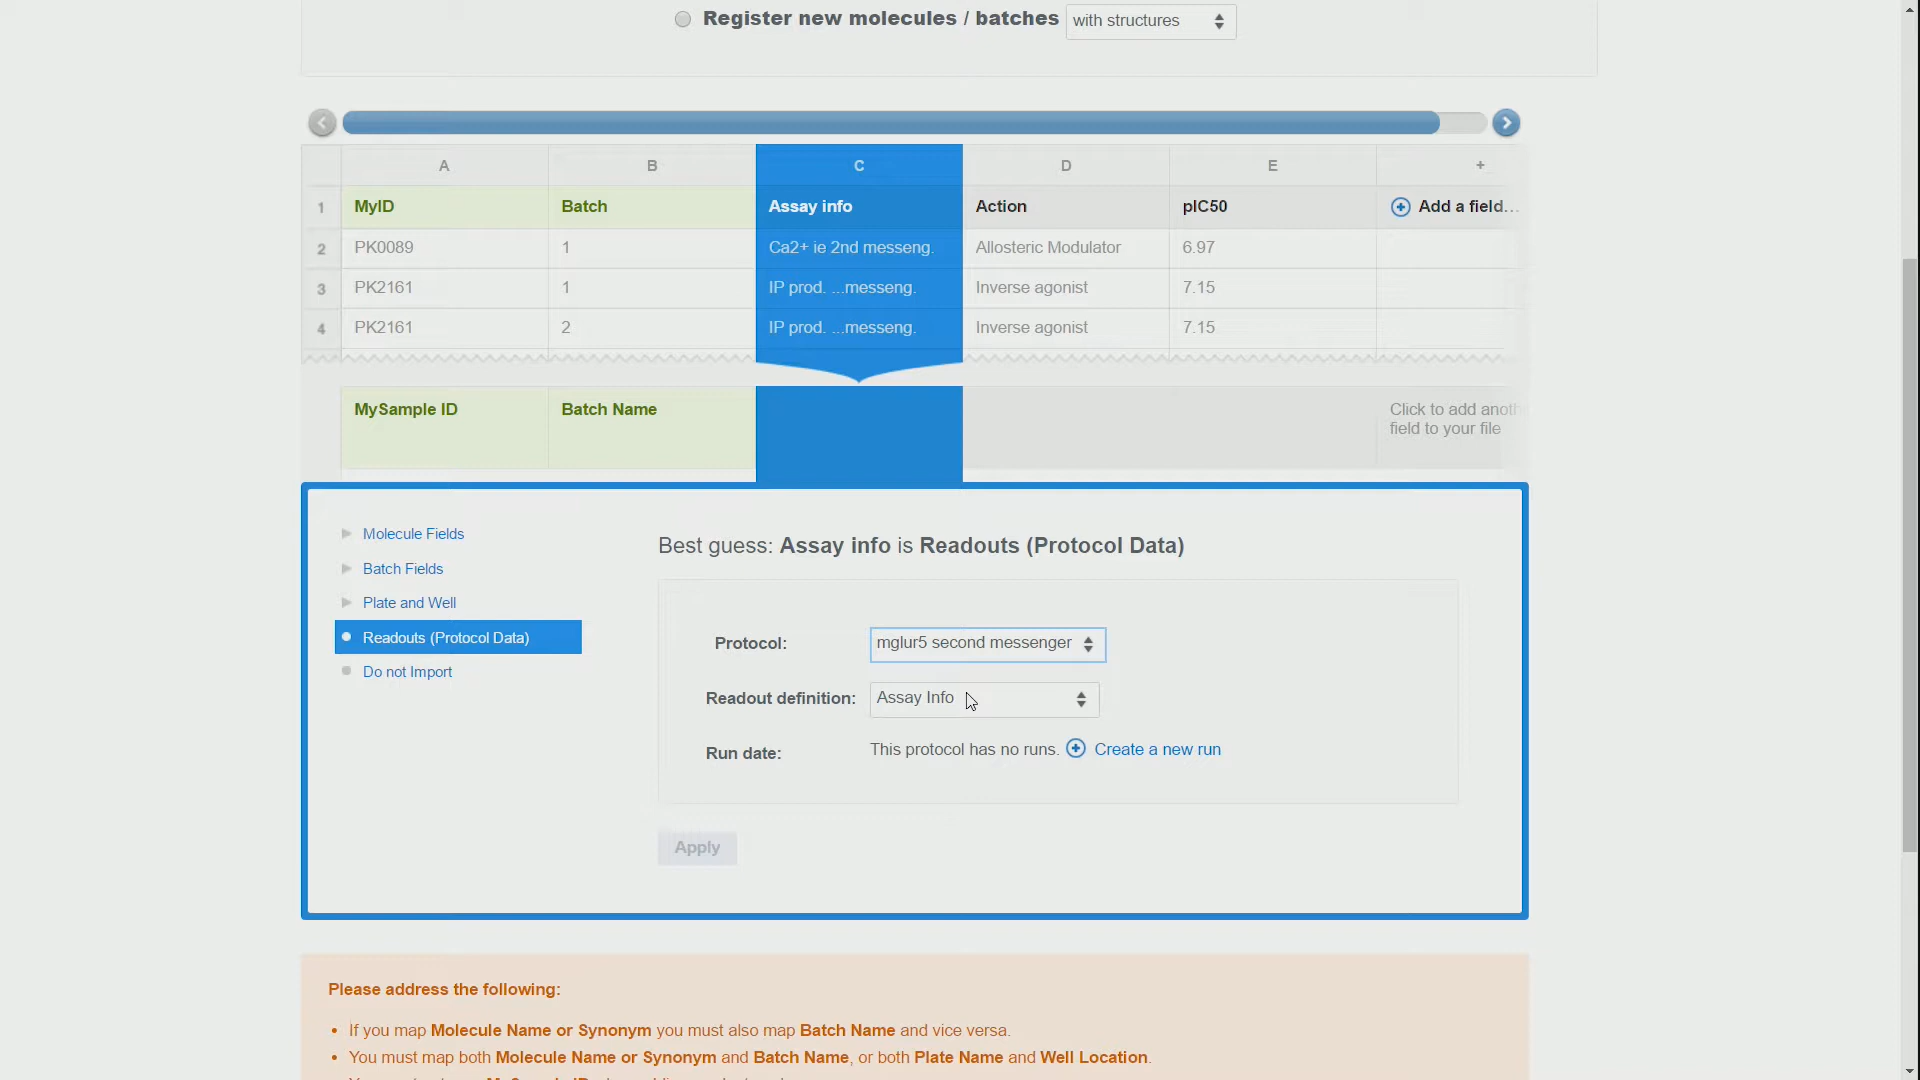 Register new molecules / batches with structures
A B C D E +
1 MyID Batch Assay info Action pIC50 Add a field...
2 PK0089 1 Ca2+ ie 2nd messeng. Allosteric Modulator 6.97
3 PK2161 1 IP prod. ...messeng. Inverse agonist 7.15
4 PK2161 2 IP prod. ...messeng. Inverse agonist 7.15
MySample ID Batch Name Click to add anoth
field to your file
Molecule Fields
Batch Fields
Plate and Well
Readouts (Protocol Data)
Do not Import
Best guess: Assay info is Readouts (Protocol Data)
Protocol: mglur5 second messenger
Readout definition: Assay Info
Run date: This protocol has no runs. Create a new run
Apply
Please address the following:
• If you map Molecule Name or Synonym you must also map Batch Name and vice versa.
• You must map both Molecule Name or Synonym and Batch Name, or both Plate Name and Well Location.